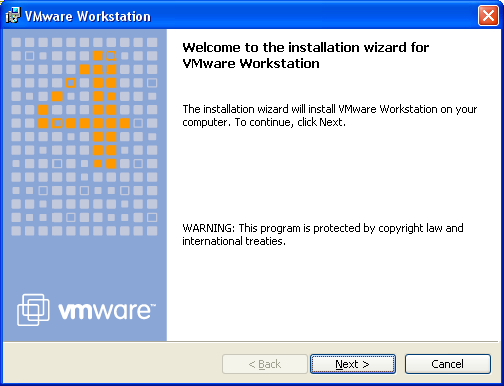 VMware Workstation
Welcome to the installation wizard for
VMware Workstation
The installation wizard will install VMware Workstation on your
computer. To continue, click Next.
WARNING: This program is protected by copyright law and
international treaties.
vmware™
< Back
Next >
Cancel